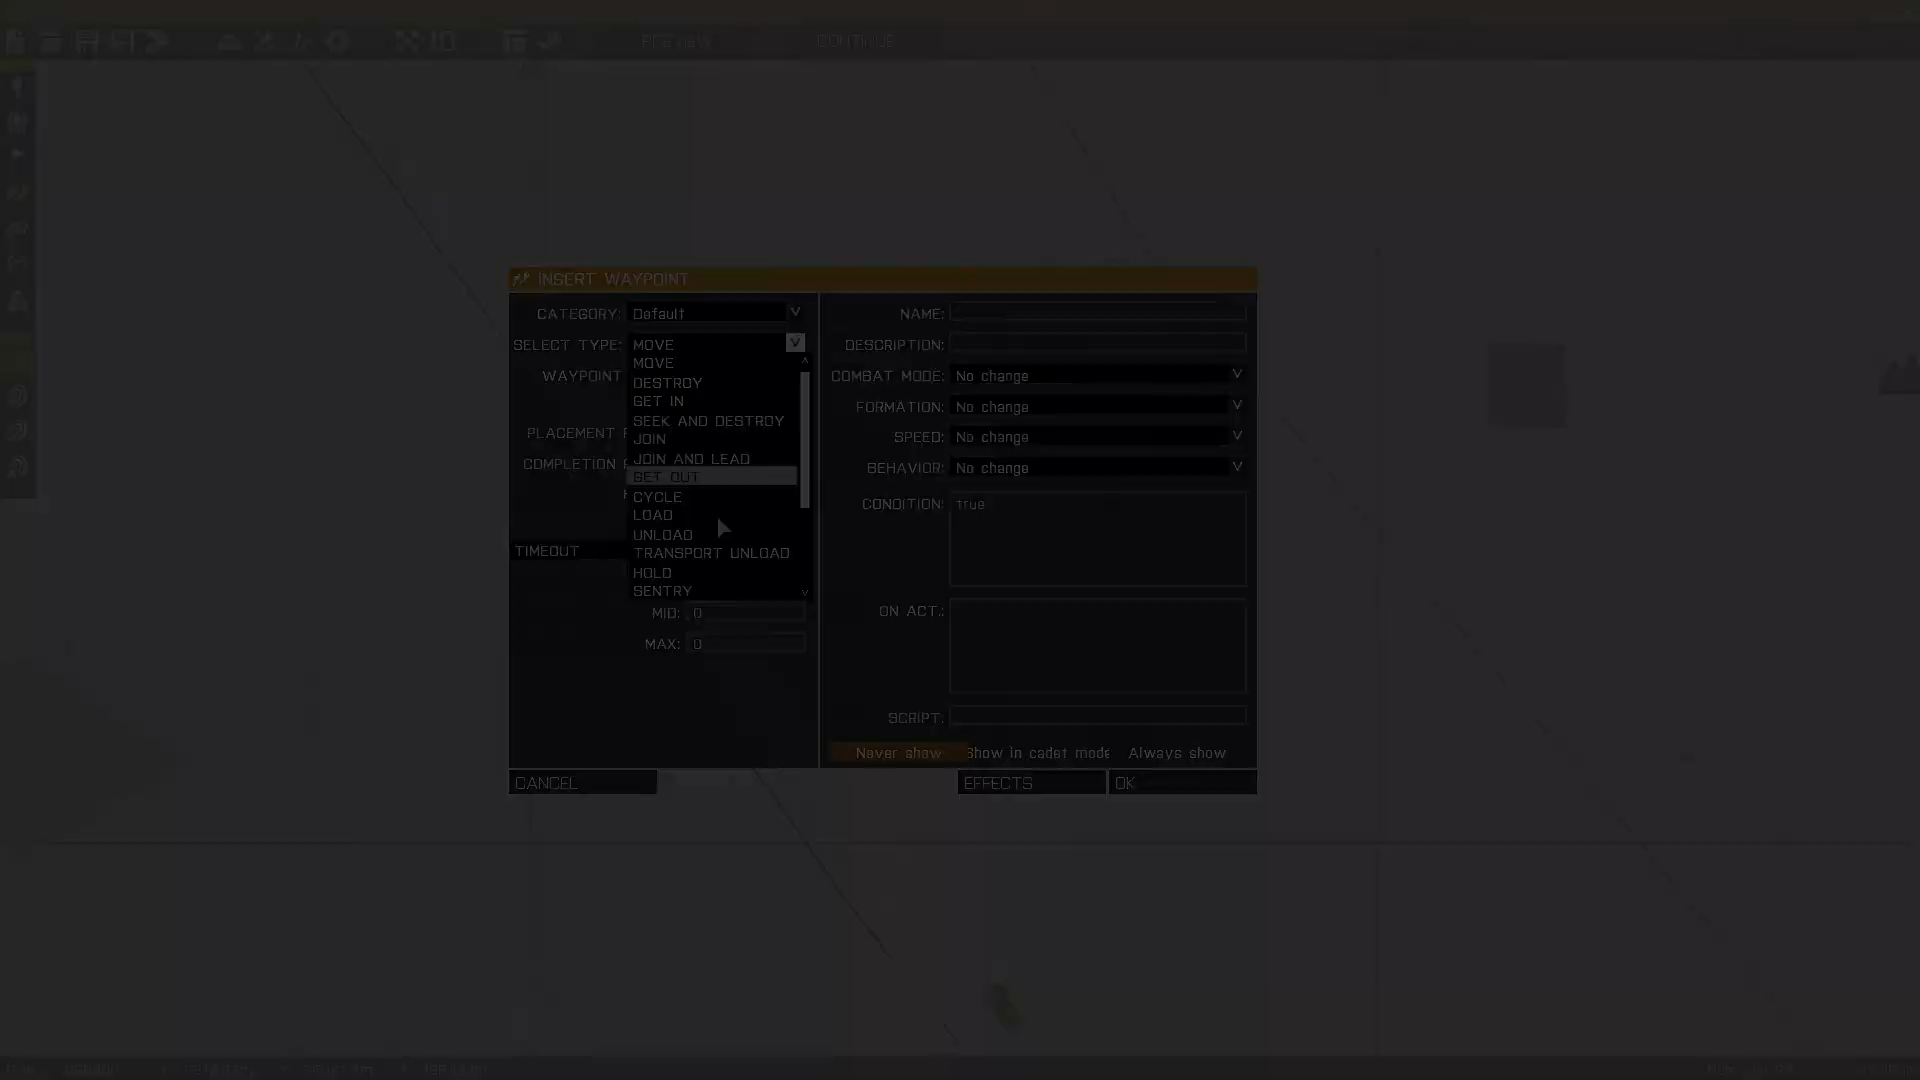 PREVIEW
CONTINUE
INSERT WAYPOINT
CATEGORY: Default
SELECT TYPE: MOVE
MOVE
WAYPOINT
DESTROY
GET IN
SEEK AND DESTROY
PLACEMENT
JOIN
JOIN AND LEAD
COMPLETION
GET OUT
CYCLE
LOAD
UNLOAD
TIMEOUT
TRANSPORT UNLOAD
HOLD
SENTRY
MID: 0
MAX: 0
NAME:
DESCRIPTION:
COMBAT MODE: No change
FORMATION: No change
SPEED: No change
BEHAVIOR: No change
CONDITION: true
ON ACT.:
SCRIPT:
Never show Show in cadet mode Always show
CANCEL
EFFECTS
OK